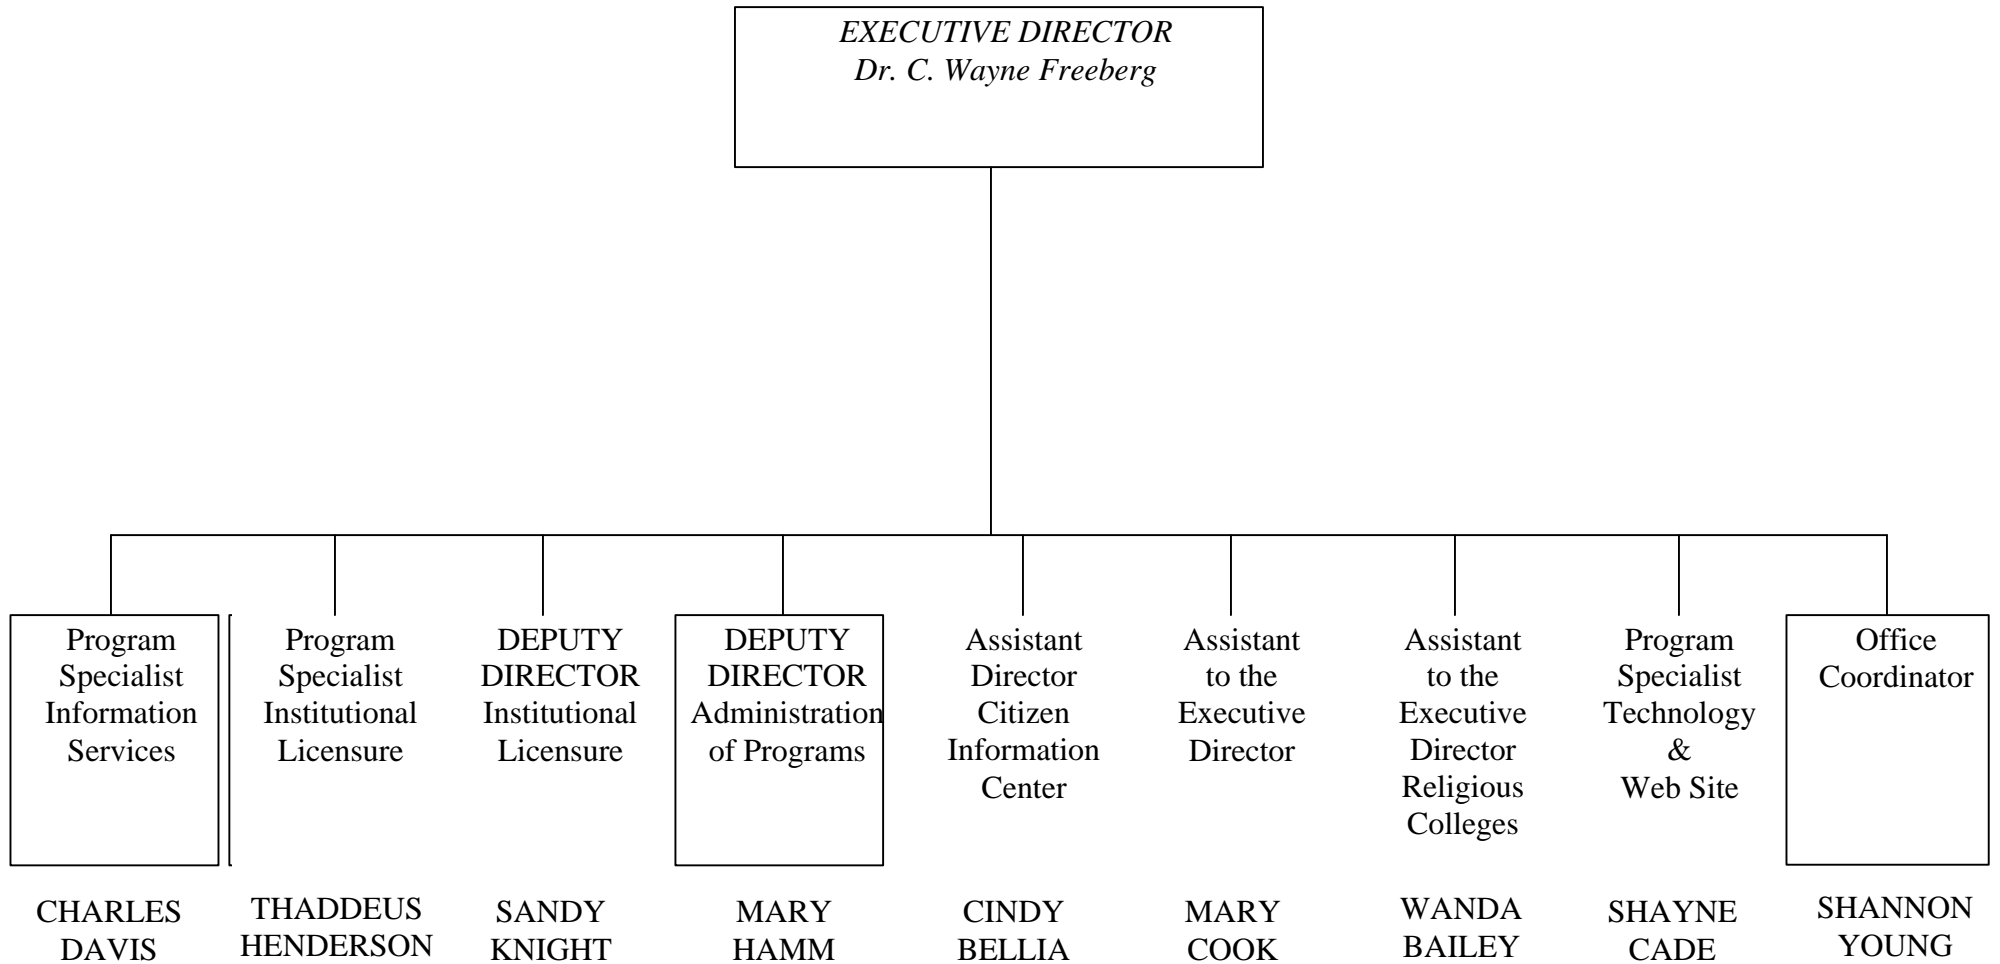 EXECUTIVE DIRECTOR
Dr. C. Wayne Freeberg
Program
Specialist
Information
Services
CHARLES
DAVIS
Program
Specialist
Institutional
Licensure
THADDEUS
HENDERSON
DEPUTY
DIRECTOR
Institutional
Licensure
SANDY
KNIGHT
DEPUTY
DIRECTOR
Administration
of Programs
MARY
HAMM
Assistant
Director
Citizen
Information
Center
CINDY
BELLIA
Assistant
to the
Executive
Director
MARY
COOK
Assistant
to the
Executive
Director
Religious
Colleges
WANDA
BAILEY
Program
Specialist
Technology
&
Web Site
SHAYNE
CADE
Office
Coordinator
SHANNON
YOUNG